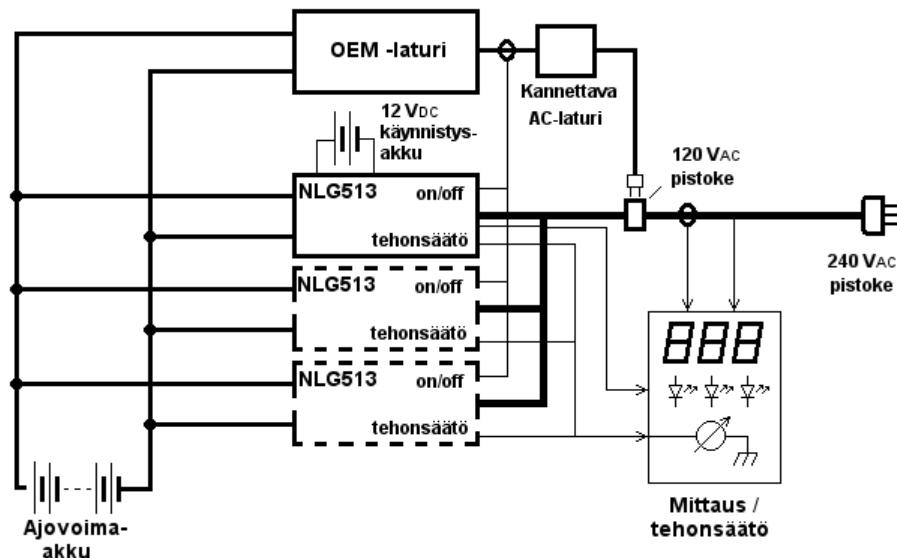 OEM -laturi
Kannettava
AC-laturi
12 VDC
käynnistys-
akku
120 VAC
pistoke
NLG513
on/off
tehonsäätö
240 VAC
pistoke
NLG513
on/off
tehonsäätö
NLG513
on/off
tehonsäätö
888
Mittaus /
tehonsäätö
Ajovoima-
akku